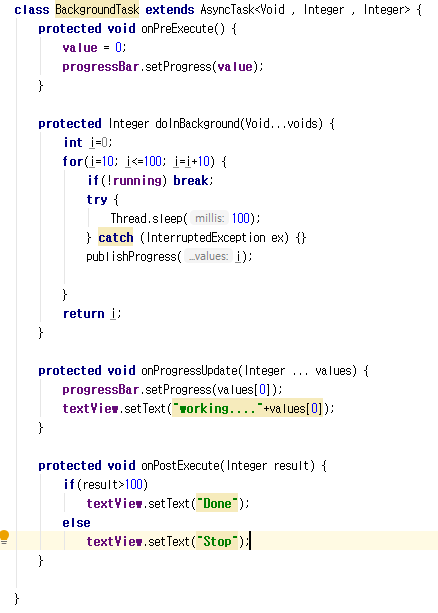 class BackgroundTask extends AsyncTask<Void , Integer , Integer> {
protected void onPreExecute() {
value = 0;
progressBar.setProgress(value);
}
protected Integer doInBackground(Void...voids) {
int i=0;
for(i=10; i<=100; i=i+10) {
if(!running) break;
try {
Thread.sleep( millis: 100);
} catch (InterruptedException ex) {}
publishProgress( ...values: i);
}
return i;
}
protected void onProgressUpdate(Integer ... values) {
progressBar.setProgress(values[0]);
textView.setText("working...."+values[0]);
}
protected void onPostExecute(Integer result) {
if(result>100)
textView.setText("Done");
else
textView.setText("Stop");
}
}